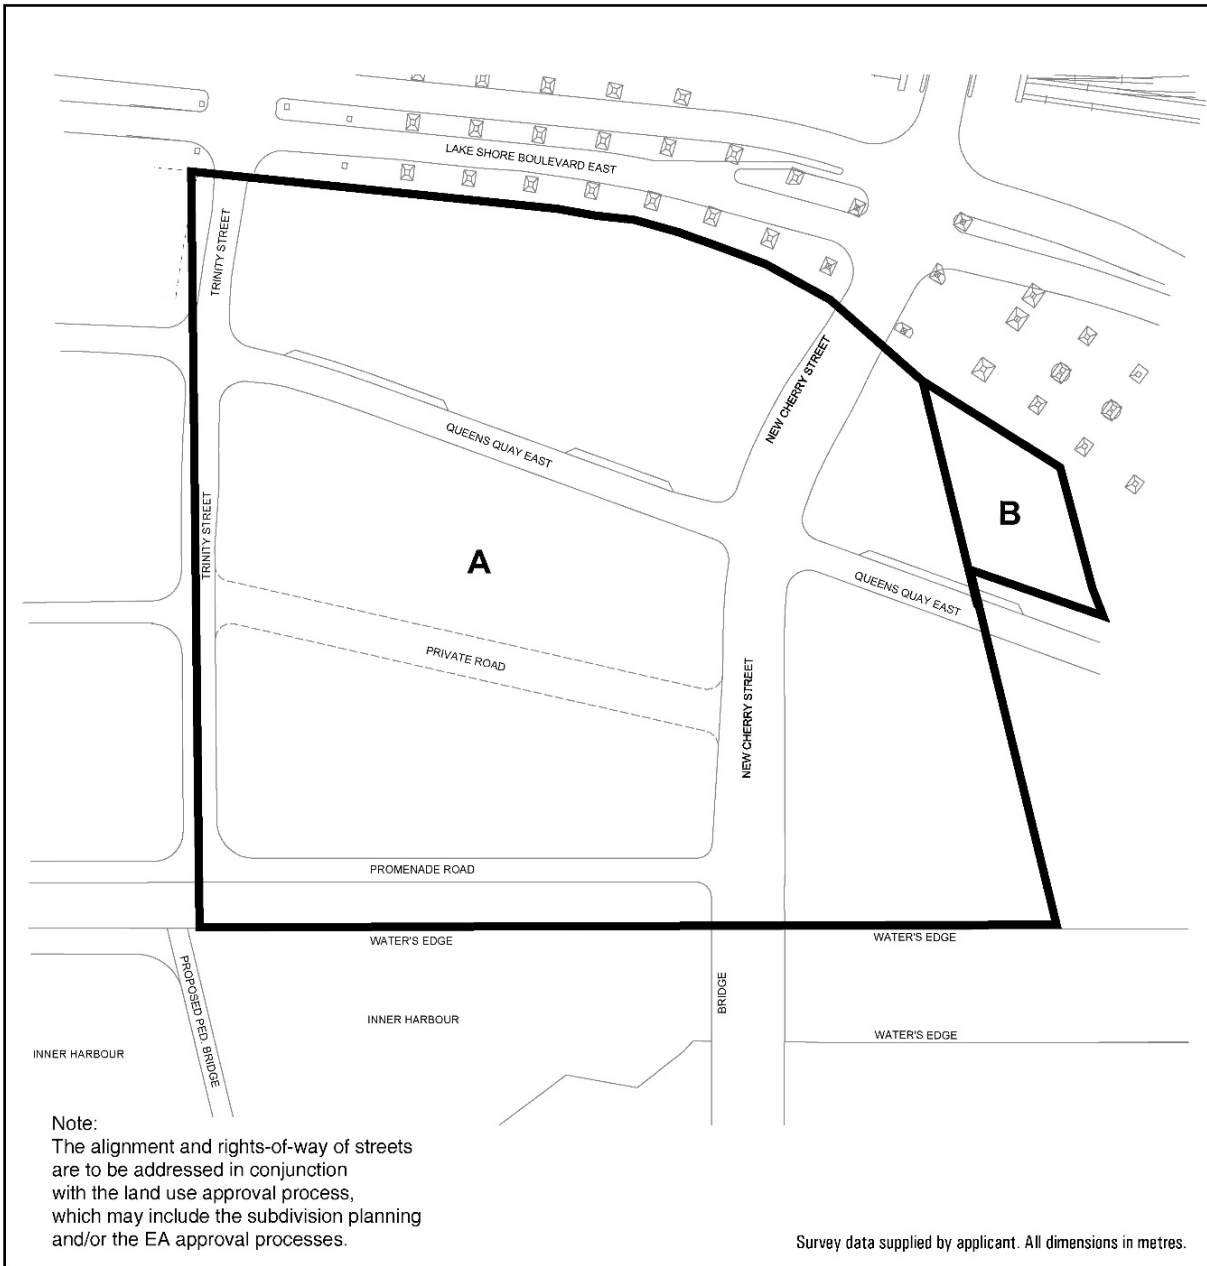 LAKE SHORE BOULEVARD EAST
TRINITY STREET
NEW CHERRY STREET
QUEENS QUAY EAST
TRINITY STREET
A
B
QUEENS QUAY EAST
PRIVATE ROAD
NEW CHERRY STREET
PROMENADE ROAD
WATER'S EDGE
WATER'S EDGE
PROPOSED PED. BRIDGE
BRIDGE
INNER HARBOUR
WATER'S EDGE
INNER HARBOUR
Note:
The alignment and rights-of-way of streets
are to be addressed in conjunction
with the land use approval process,
which may include the subdivision planning
and/or the EA approval processes.
Survey data supplied by applicant. All dimensions in metres.